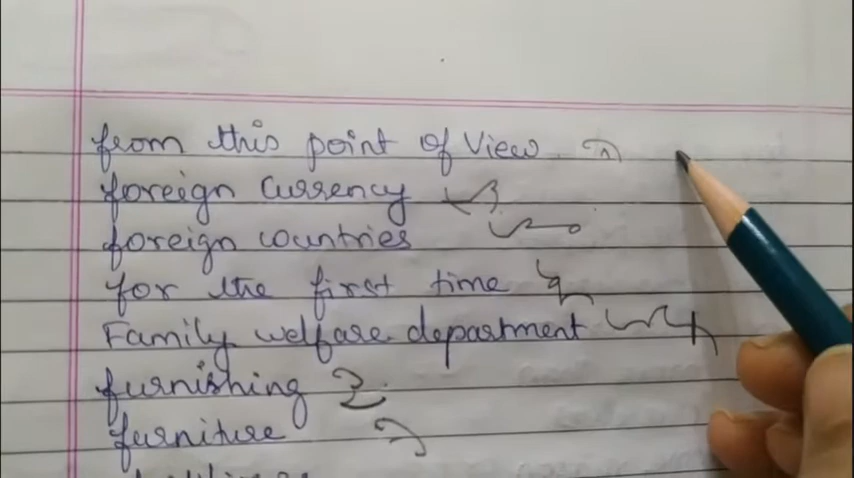 from this point of view
foreign currency
foreign countries
for the first time
Family welfare department
furnishing
furniture